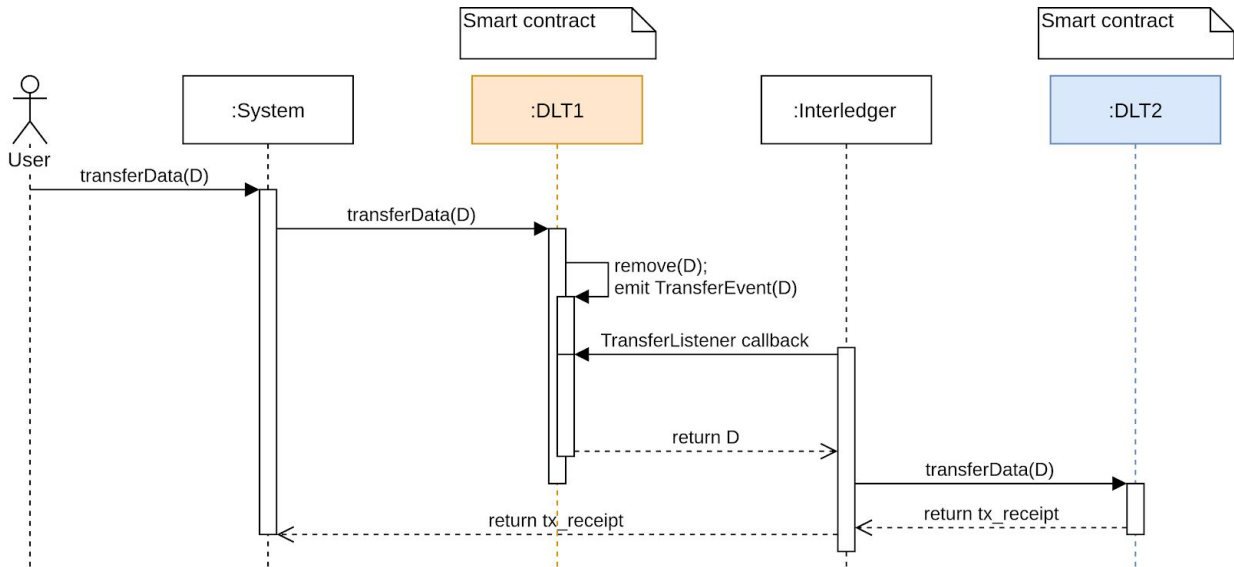 Smart contract
Smart contract
:System
:DLT1
:Interledger
:DLT2
User
transferData(D)
transferData(D)
remove(D);
emit TransferEvent(D)
TransferListener callback
return D
transferData(D)
return tx_receipt
return tx_receipt